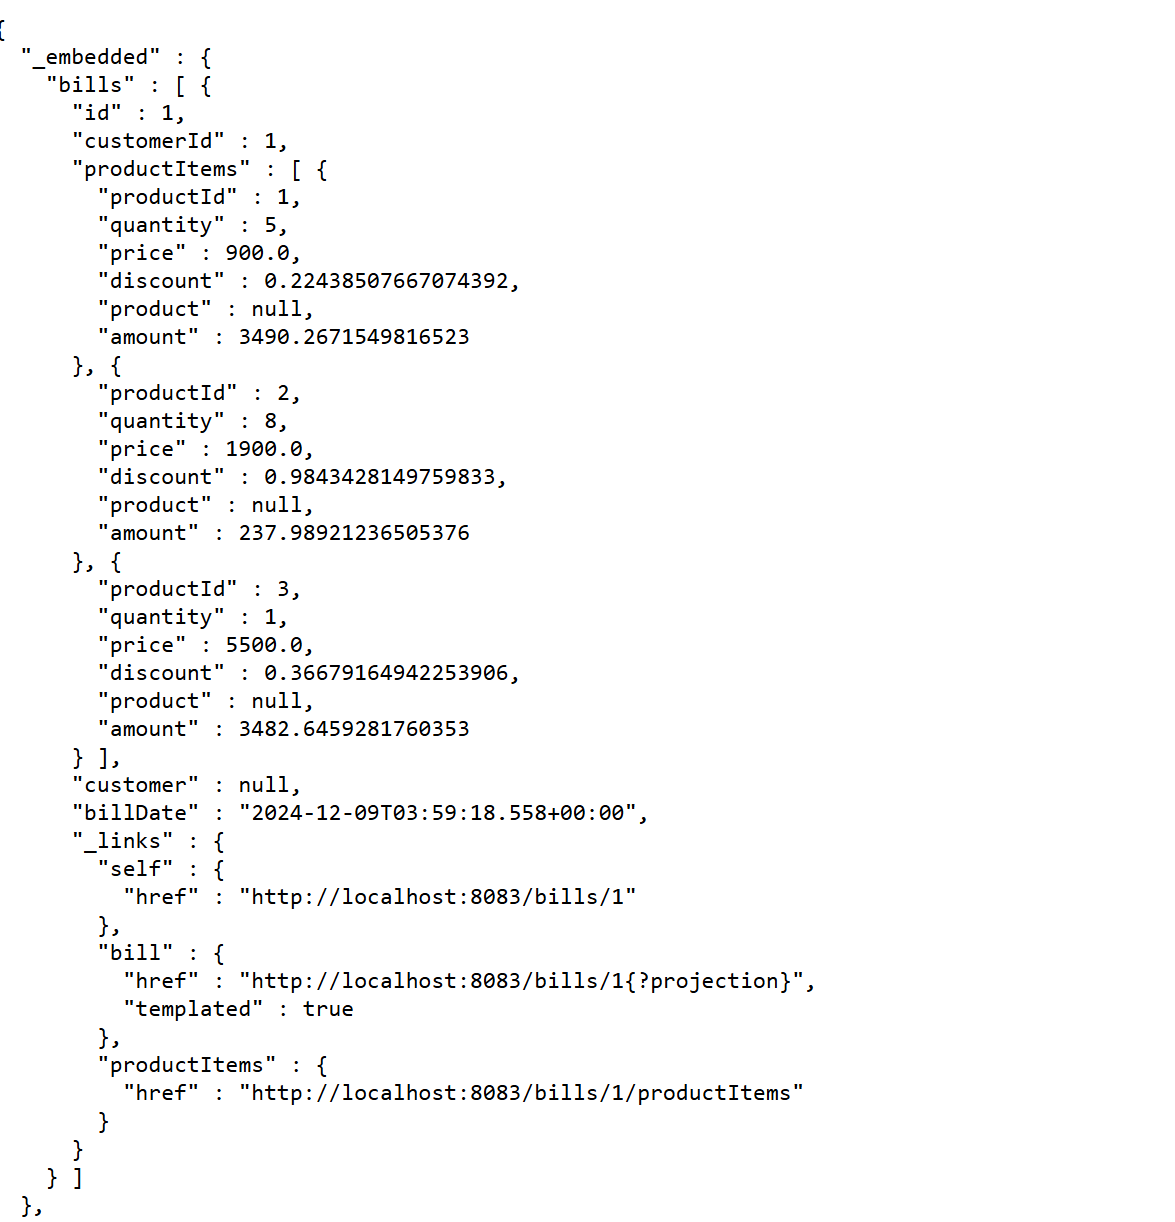 {
  "_embedded" : {
    "bills" : [ {
      "id" : 1,
      "customerId" : 1,
      "productItems" : [ {
        "productId" : 1,
        "quantity" : 5,
        "price" : 900.0,
        "discount" : 0.22438507667074392,
        "product" : null,
        "amount" : 3490.2671549816523
      }, {
        "productId" : 2,
        "quantity" : 8,
        "price" : 1900.0,
        "discount" : 0.9843428149759833,
        "product" : null,
        "amount" : 237.98921236505376
      }, {
        "productId" : 3,
        "quantity" : 1,
        "price" : 5500.0,
        "discount" : 0.36679164942253906,
        "product" : null,
        "amount" : 3482.6459281760353
      } ],
      "customer" : null,
      "billDate" : "2024-12-09T03:59:18.558+00:00",
      "_links" : {
        "self" : {
          "href" : "http://localhost:8083/bills/1"
        },
        "bill" : {
          "href" : "http://localhost:8083/bills/1{?projection}",
          "templated" : true
        },
        "productItems" : {
          "href" : "http://localhost:8083/bills/1/productItems"
        }
      }
    } ]
  },